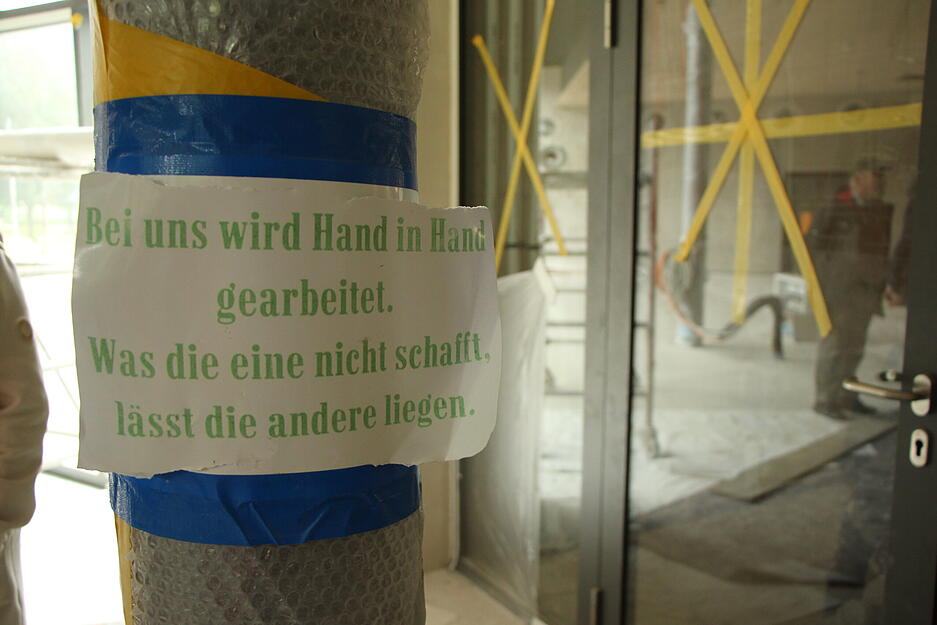 Bei uns wird Hand in Hand
gearbeitet.
Was die eine nicht schafft,
lässt die andere liegen.